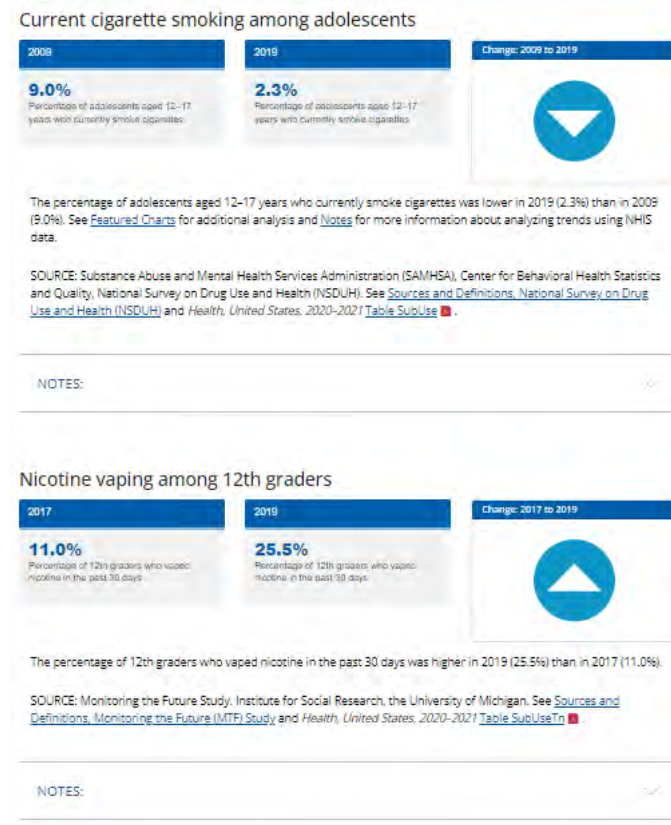 Current cigarette smoking among adolescents
2009
2019
Change: 2009 to 2019
9.0%
Percentage of adolescents aged 12–17
years who currently smoke cigarettes
2.3%
Percentage of adolescents aged 12–17
years who currently smoke cigarettes
The percentage of adolescents aged 12–17 years who currently smoke cigarettes was lower in 2019 (2.3%) than in 2009
(9.0%). See Featured Charts for additional analysis and Notes for more information about analyzing trends using NHIS
data.
SOURCE: Substance Abuse and Mental Health Services Administration (SAMHSA), Center for Behavioral Health Statistics
and Quality, National Survey on Drug Use and Health (NSDUH). See Sources and Definitions, National Survey on Drug
Use and Health (NSDUH) and Health, United States, 2020–2021 Table SubUse .
NOTES:
Nicotine vaping among 12th graders
2017
2019
Change: 2017 to 2019
11.0%
Percentage of 12th graders who vaped
nicotine in the past 30 days
25.5%
Percentage of 12th graders who vaped
nicotine in the past 30 days
The percentage of 12th graders who vaped nicotine in the past 30 days was higher in 2019 (25.5%) than in 2017 (11.0%).
SOURCE: Monitoring the Future Study. Institute for Social Research, the University of Michigan. See Sources and
Definitions, Monitoring the Future (MTF) Study and Health, United States, 2020-2021 Table SubUseTn .
NOTES: